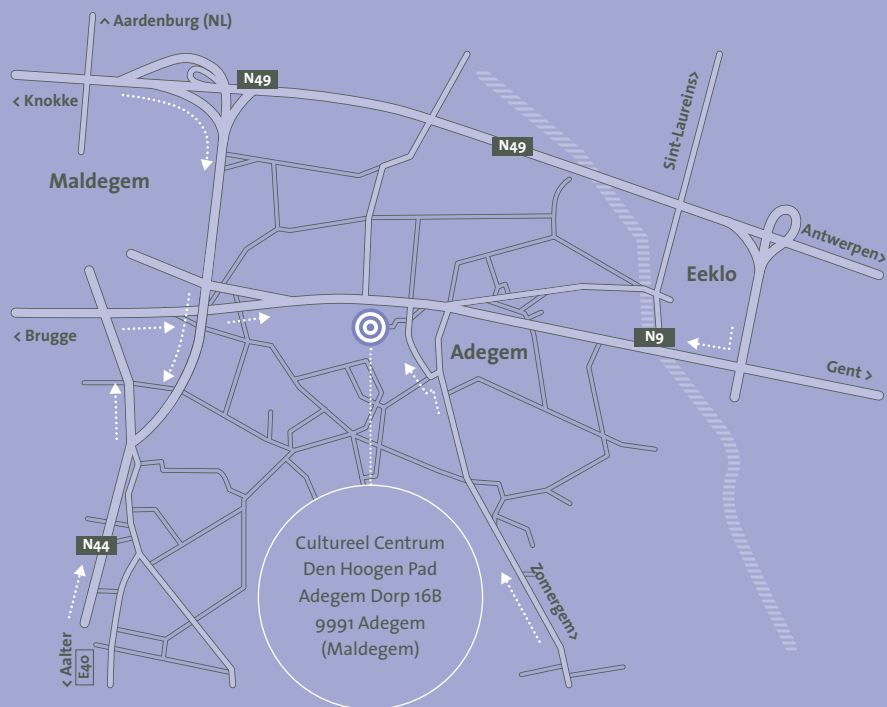 ^ Aardenburg (NL)
N49
< Knokke
N49
Sint-Laureins>
Maldegem
Antwerpen>
Eeklo
< Brugge
N9
Adegem
Gent >
N44
Cultureel Centrum
Den Hoogen Pad
Adegem Dorp 16B
9991 Adegem
(Maldegem)
Zomergem>
< Aalter
E40